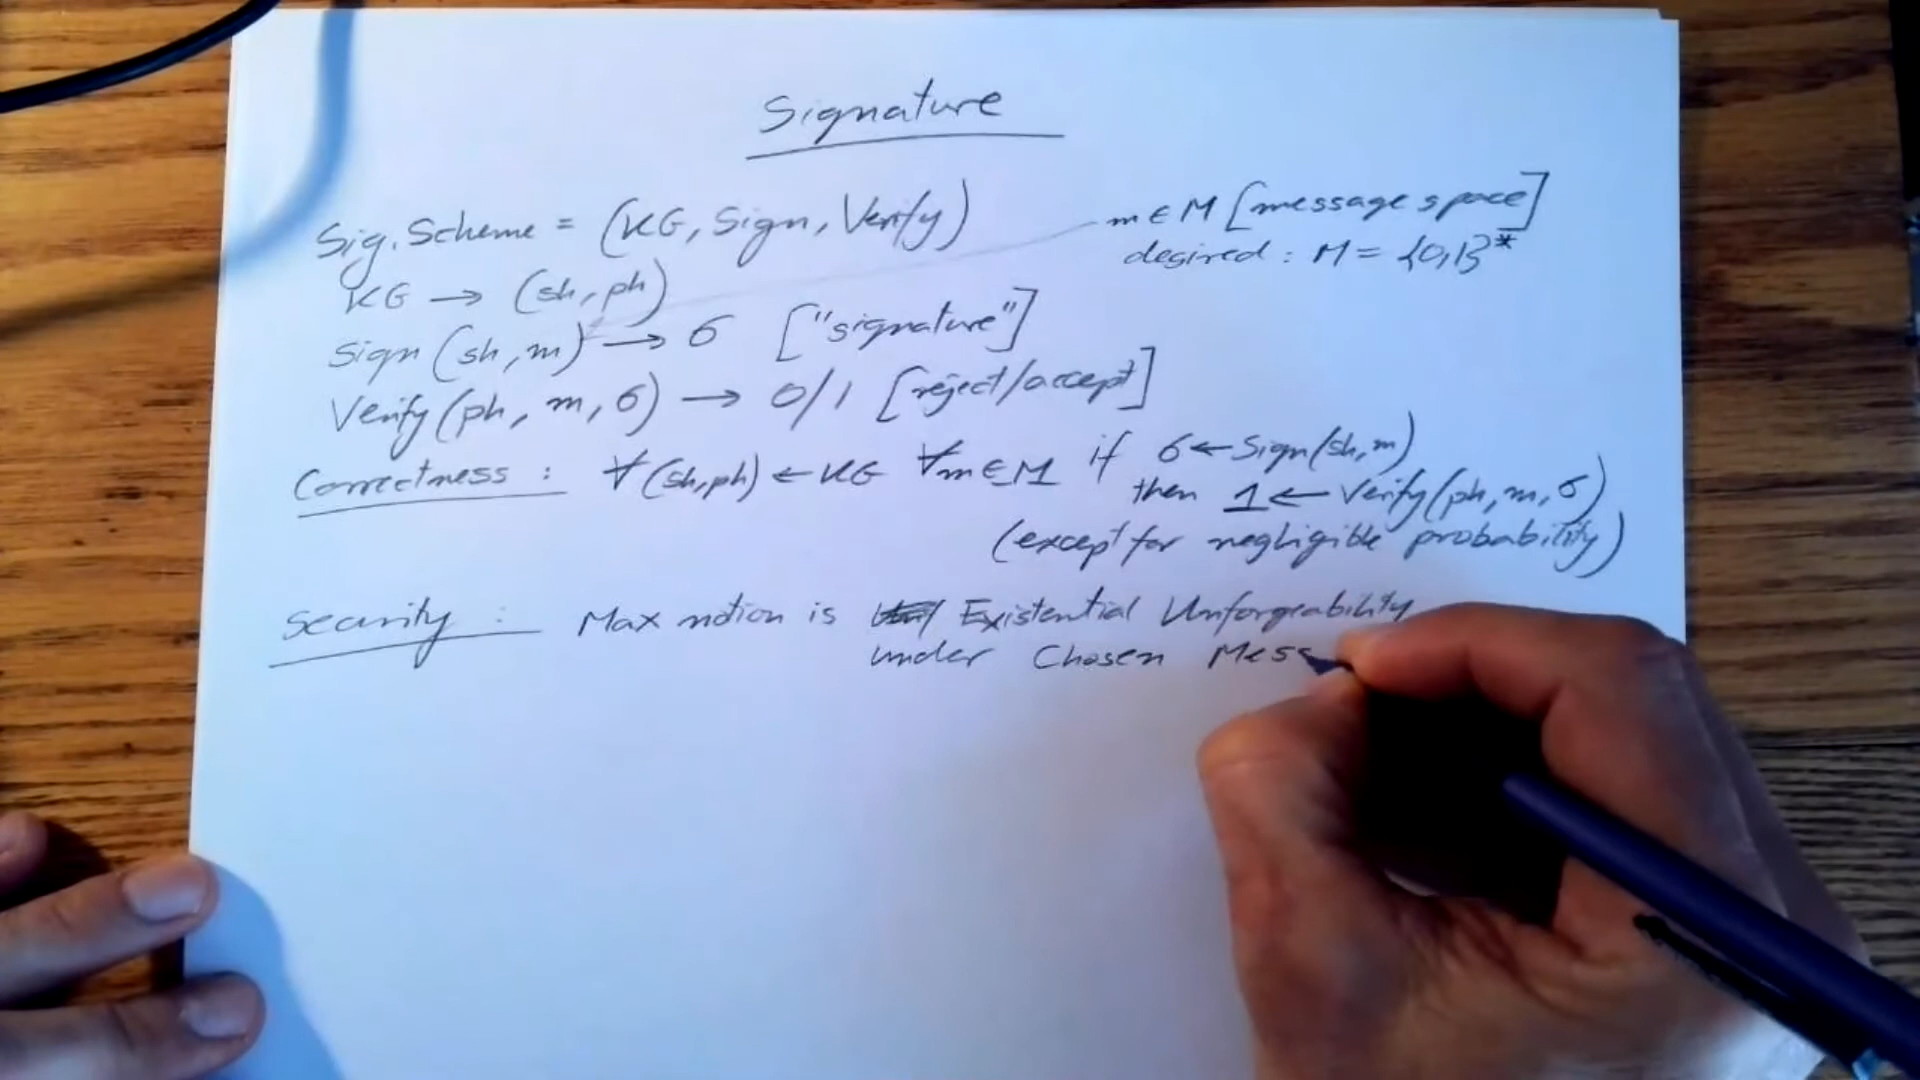 Signature
Sig. Scheme = (KG, Sign, Verify)
m ∈ M [message space]
desired : M = {0,1}*
KG → (sk, pk)
Sign (sk, m) → σ ["signature"]
Verify (pk, m, σ) → 0/1 [reject/accept]
Correctness : ∀ (sk, pk) ← KG ∀ m ∈ M if σ ← Sign (sk, m)
then 1 ← Verify (pk, m, σ)
(except for negligible probability)
Security : Max notion is Existential Unforgeability
under Chosen Mess